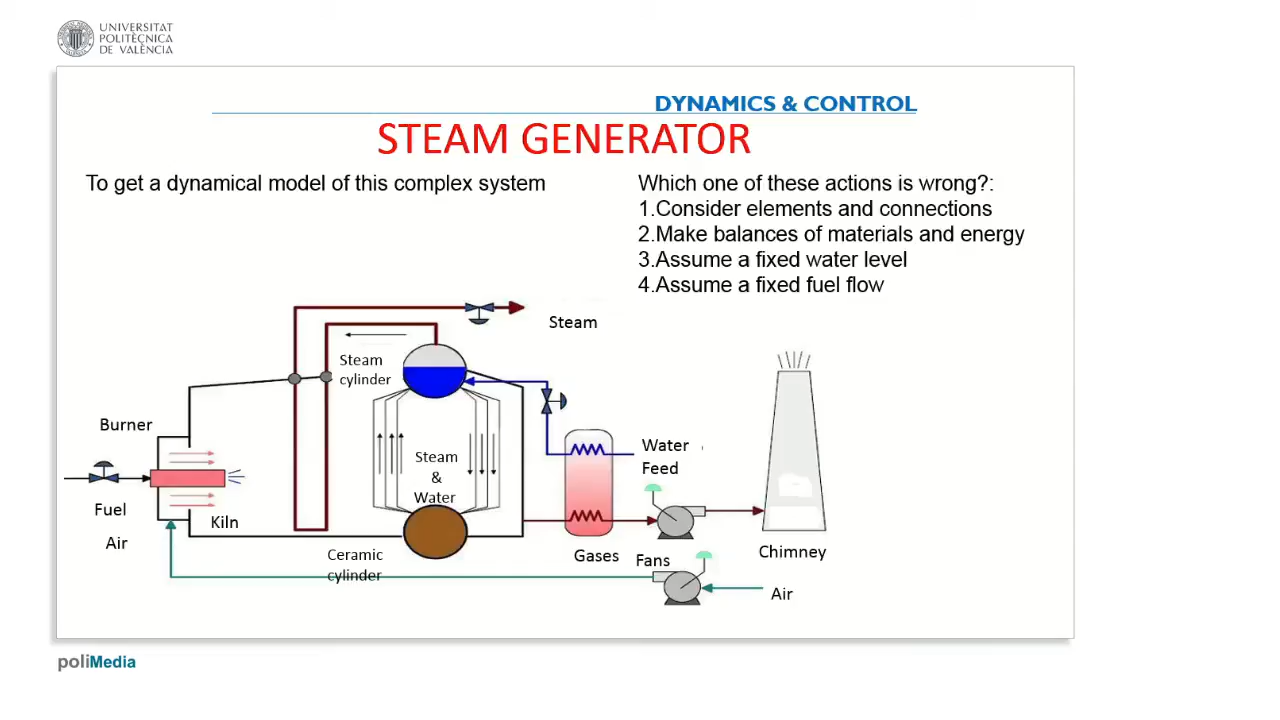 UNIVERSITAT
POLITÈCNICA
DE VALÈNCIA
DYNAMICS & CONTROL
STEAM GENERATOR
To get a dynamical model of this complex system
Which one of these actions is wrong?:
1.Consider elements and connections
2.Make balances of materials and energy
3.Assume a fixed water level
4.Assume a fixed fuel flow
Steam
Steam
cylinder
Burner
Water
Feed
Steam
&
Water
Fuel
Kiln
Air
Ceramic
cylinder
Gases
Fans
Chimney
Air
poliMedia